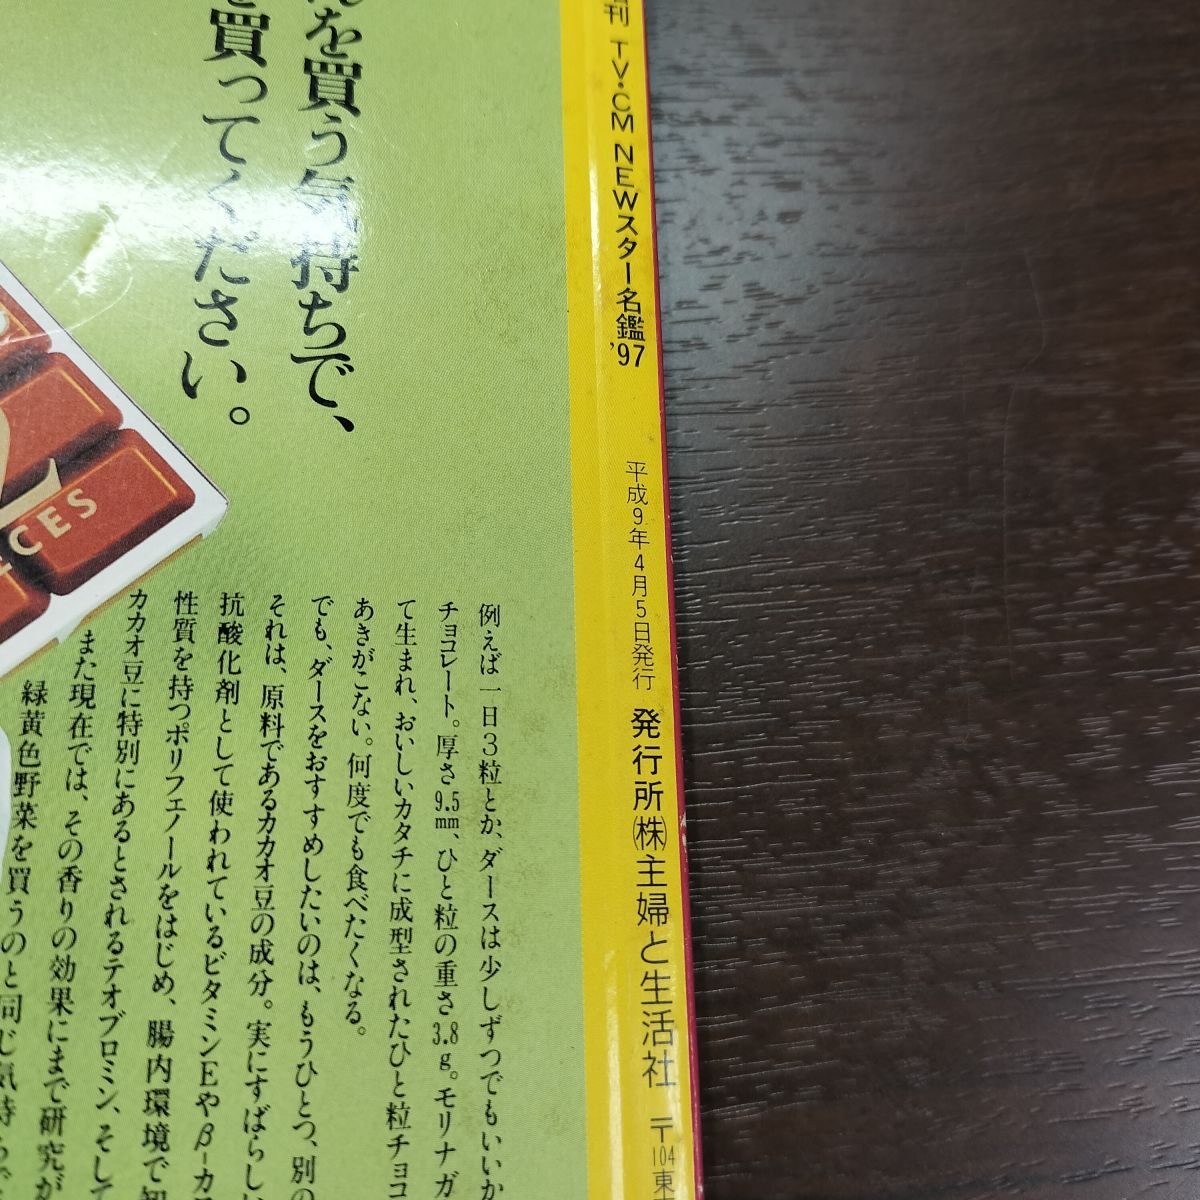 刊 TV・CM NEWスター名鑑'97
平成9年4月5日発行 発行所㈱主婦と生活社 〒104東
を買う気持ちで、
を買ってください。
CES
例えば一日3粒とか、ダースは少しずつでもいいか
チョコレート。厚さ9.5mm、ひと粒の重さ3.8g。モリナガ
て生まれ、おいしいカタチに成型されたひと粒チョコ
あきがこない。何度でも食べたくなる。
でも、ダースをおすすめしたいのは、もうひとつ、別の
それは、原料であるカカオ豆の成分。実にすばらしい
抗酸化剤として使われているビタミンEやβ-カ
性質を持つポリフェノールをはじめ、腸内環境で
カカオ豆に特別にあるとされるテオブロミン、そして
また現在では、その香りの効果にまで研究が
緑黄色野菜を買うのと同じ気持ちで